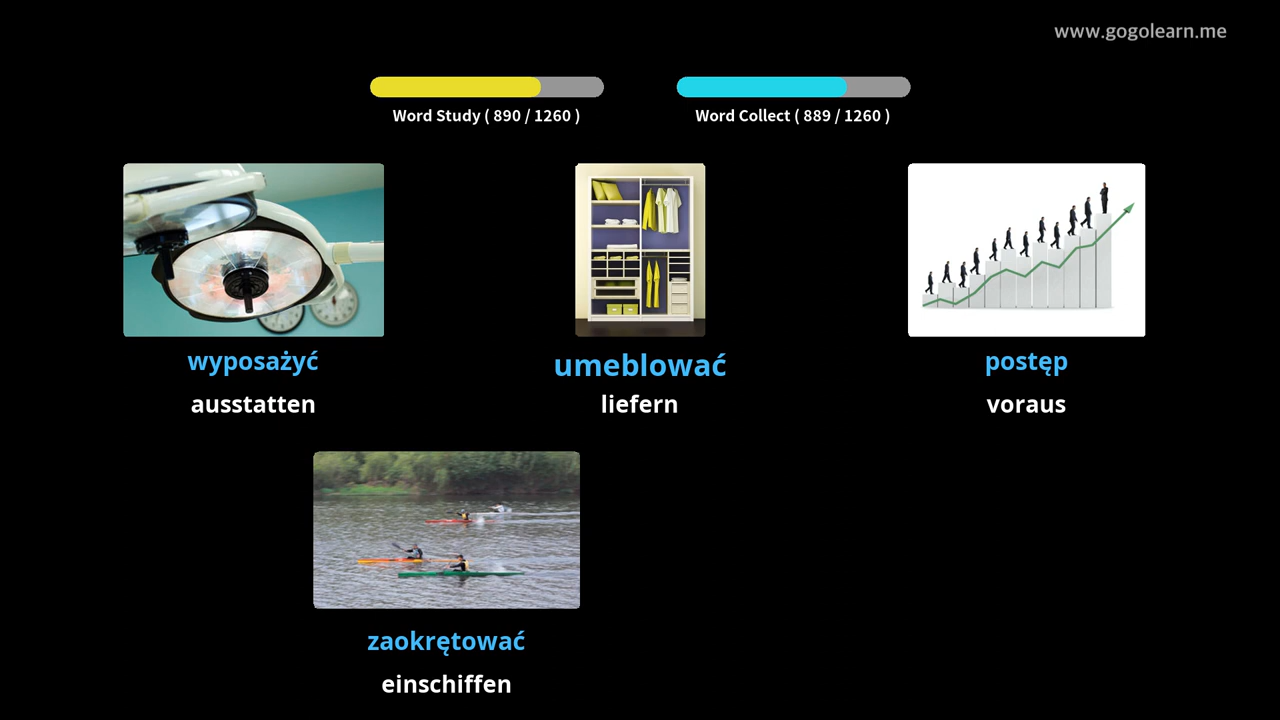 www.gogolearn.me
Word Study ( 890 / 1260 )
Word Collect ( 889 / 1260 )
wyposażyć
ausstatten
umeblować
liefern
postęp
voraus
zaokrętować
einschiffen